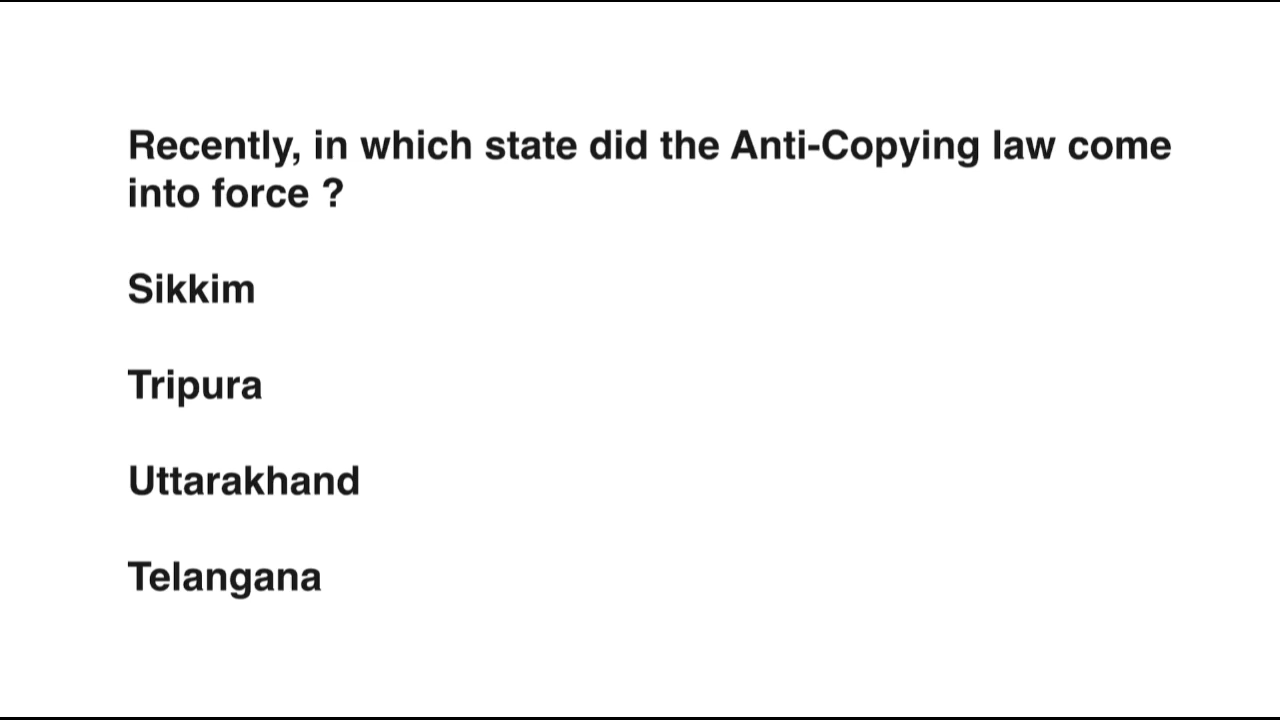 Recently, in which state did the Anti-Copying law come
into force ?
Sikkim
Tripura
Uttarakhand
Telangana